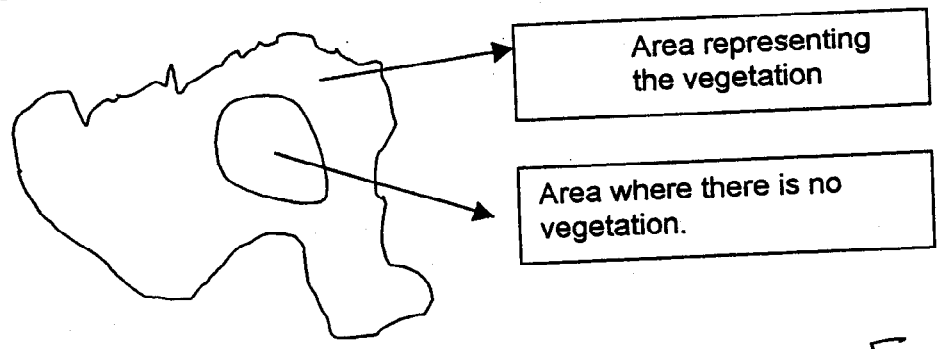 Area representing
the vegetation
Area where there is no
vegetation.